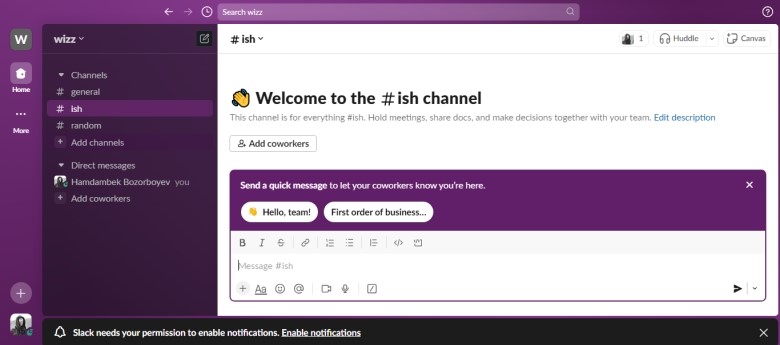 Search wizz
W
wizz
# ish
1
Huddle
Canvas
Home
More
Channels
# general
# ish
# random
+ Add channels
Direct messages
Hamdambek Bozorboyev you
+ Add coworkers
👋 Welcome to the # ish channel
This channel is for everything #ish. Hold meetings, share docs, and make decisions together with your team. Edit description
Add coworkers
Send a quick message to let your coworkers know you're here.
👋 Hello, team!
First order of business...
B I S
Message #ish
+ Aa @
Slack needs your permission to enable notifications. Enable notifications